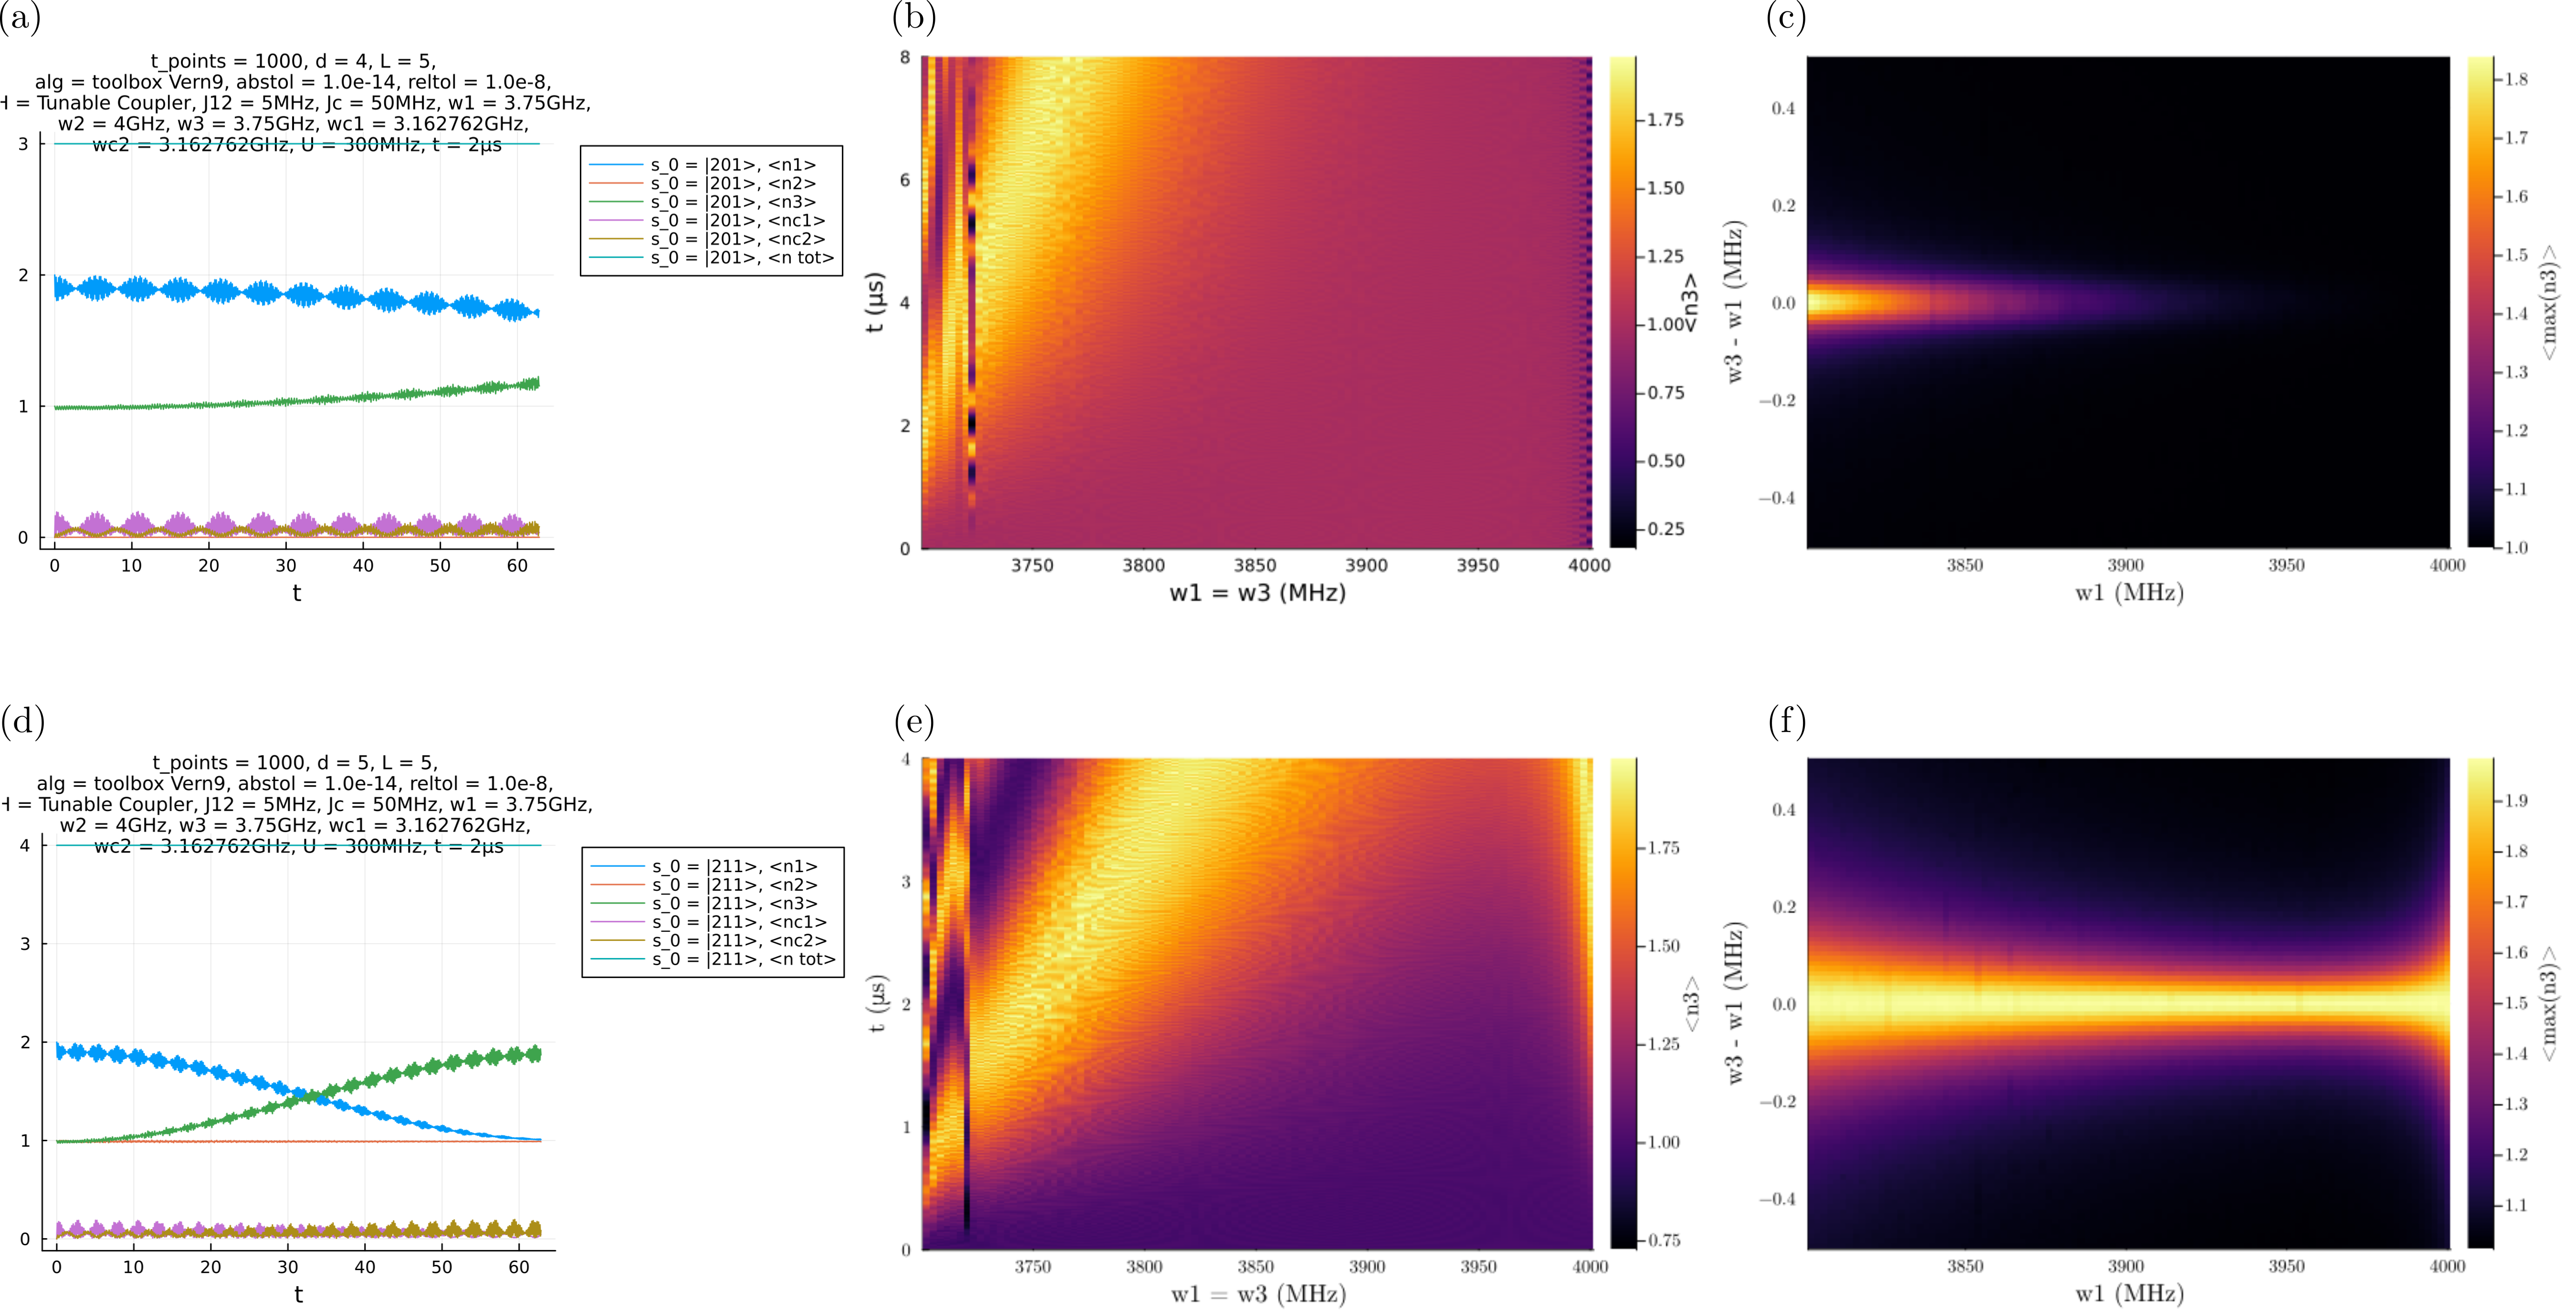 (a)
t_points = 1000, d = 4, L = 5,
alg = toolbox Vern9, abstol = 1.0e-14, reltol = 1.0e-8,
H = Tunable Coupler, J12 = 5MHz, Jc = 50MHz, w1 = 3.75GHz,
w2 = 4GHz, w3 = 3.75GHz, wc1 = 3.162762GHz,
wc2 = 3.162762GHz, U = 300MHz, t = 2μs
3
2
1
0
0 10 20 30 40 50 60
t
s_0 = |201>, <n1>
s_0 = |201>, <n2>
s_0 = |201>, <n3>
s_0 = |201>, <nc1>
s_0 = |201>, <nc2>
s_0 = |201>, <n tot>
(b)
8
6
4
2
0
t (μs)
3750 3800 3850 3900 3950 4000
w1 = w3 (MHz)
1.75
1.50
1.25
1.00
0.75
0.50
0.25
<n3>
(c)
0.4
0.2
0.0
−0.2
−0.4
w3 - w1 (MHz)
3850 3900 3950 4000
w1 (MHz)
1.8
1.7
1.6
1.5
1.4
1.3
1.2
1.1
1.0
<max(n3)>
(d)
t_points = 1000, d = 5, L = 5,
alg = toolbox Vern9, abstol = 1.0e-14, reltol = 1.0e-8,
H = Tunable Coupler, J12 = 5MHz, Jc = 50MHz, w1 = 3.75GHz,
w2 = 4GHz, w3 = 3.75GHz, wc1 = 3.162762GHz,
wc2 = 3.162762GHz, U = 300MHz, t = 2μs
4
3
2
1
0
0 10 20 30 40 50 60
t
s_0 = |211>, <n1>
s_0 = |211>, <n2>
s_0 = |211>, <n3>
s_0 = |211>, <nc1>
s_0 = |211>, <nc2>
s_0 = |211>, <n tot>
(e)
4
3
2
1
0
t (μs)
3750 3800 3850 3900 3950 4000
w1 = w3 (MHz)
1.75
1.50
1.25
1.00
0.75
<n3>
(f)
0.4
0.2
0.0
−0.2
−0.4
w3 - w1 (MHz)
3850 3900 3950 4000
w1 (MHz)
1.9
1.8
1.7
1.6
1.5
1.4
1.3
1.2
1.1
<max(n3)>